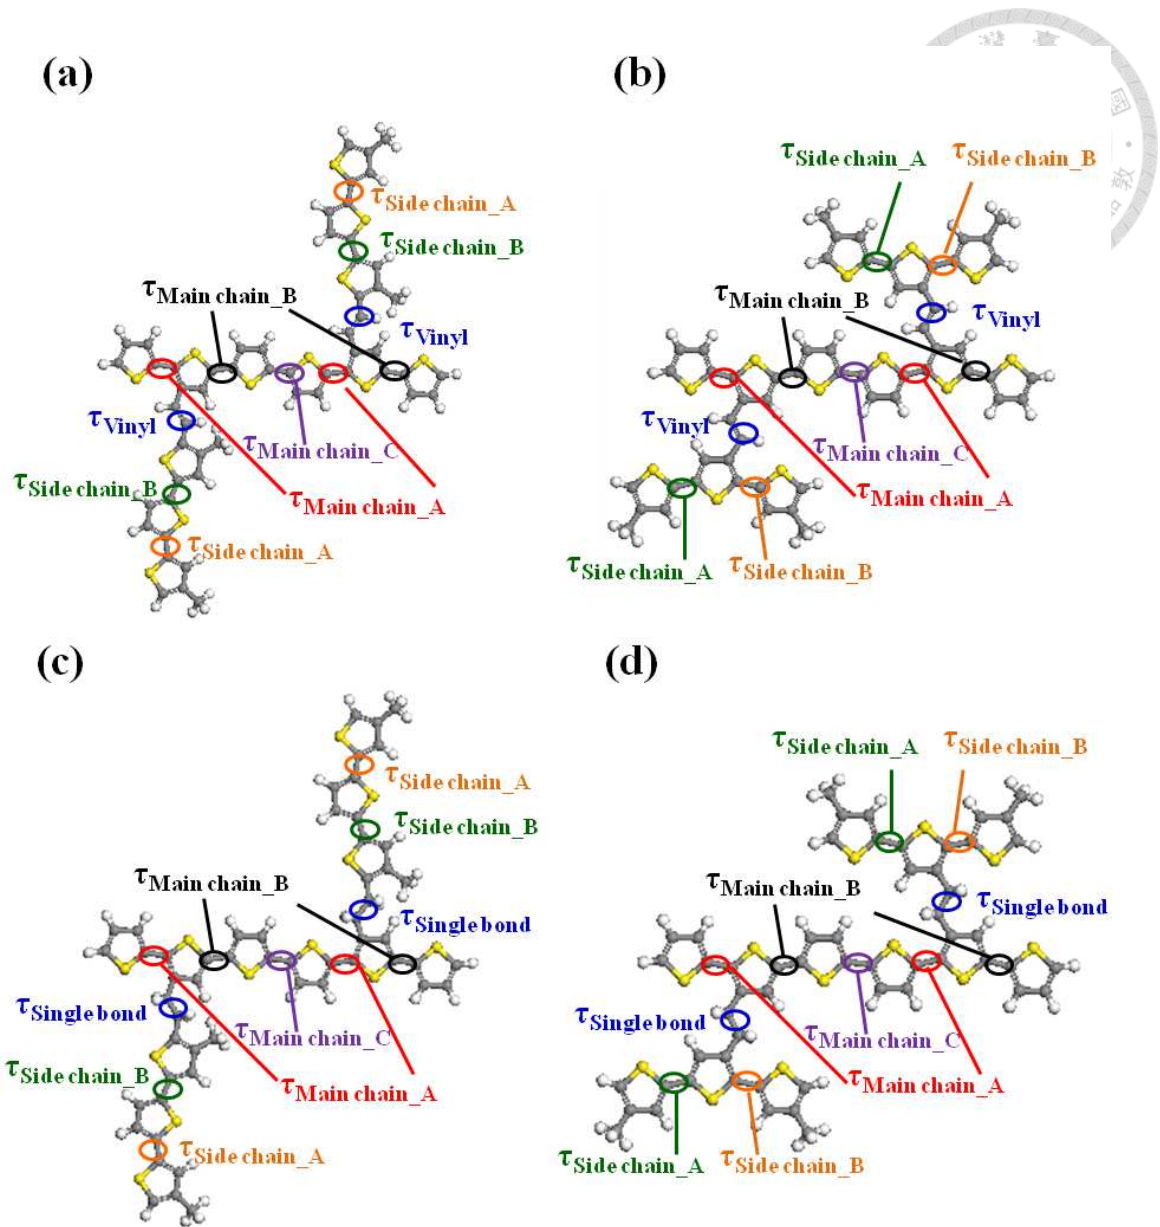 (a)
(b)
τSide chain_A
τSide chain_B
τSide chain_A
τSide chain_B
τMain chain_B
τMain chain_B
τVinyl
τVinyl
τVinyl
τVinyl
τMain chain_C
τMain chain_C
τSide chain_B
τMain chain_A
τMain chain_A
τSide chain_A
τSide chain_A
τSide chain_B
(c)
(d)
τSide chain_A
τSide chain_B
τSide chain_A
τSide chain_B
τMain chain_B
τMain chain_B
τSingle bond
τSingle bond
τSingle bond
τSingle bond
τMain chain_C
τMain chain_C
τSide chain_B
τMain chain_A
τMain chain_A
τSide chain_A
τSide chain_A
τSide chain_B